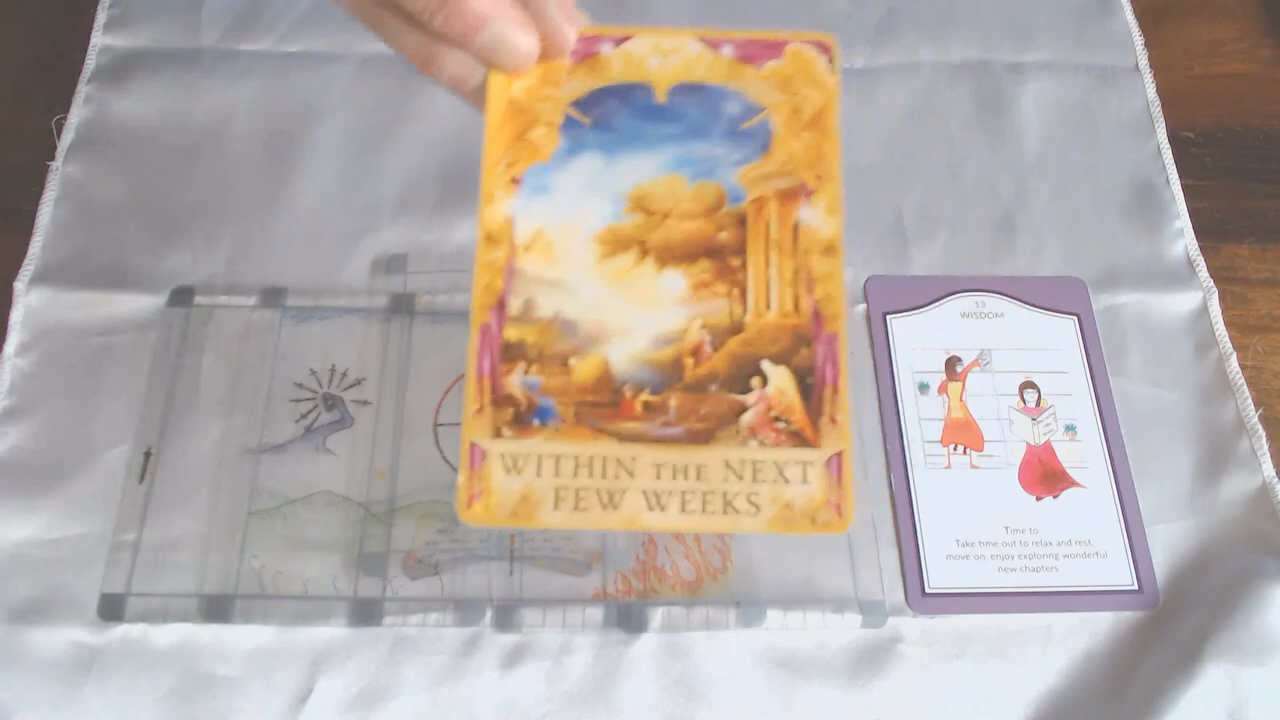 WITHIN THE NEXT
FEW WEEKS
13
WISDOM
Time to
Take time out to relax and rest,
move on, enjoy exploring wonderful
new chapters